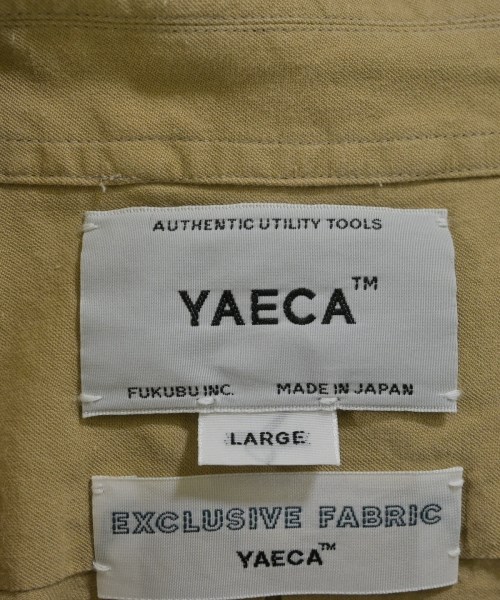 AUTHENTIC UTILITY TOOLS
YAECA™
FUKUBU INC. MADE IN JAPAN
LARGE
EXCLUSIVE FABRIC
YAECA™